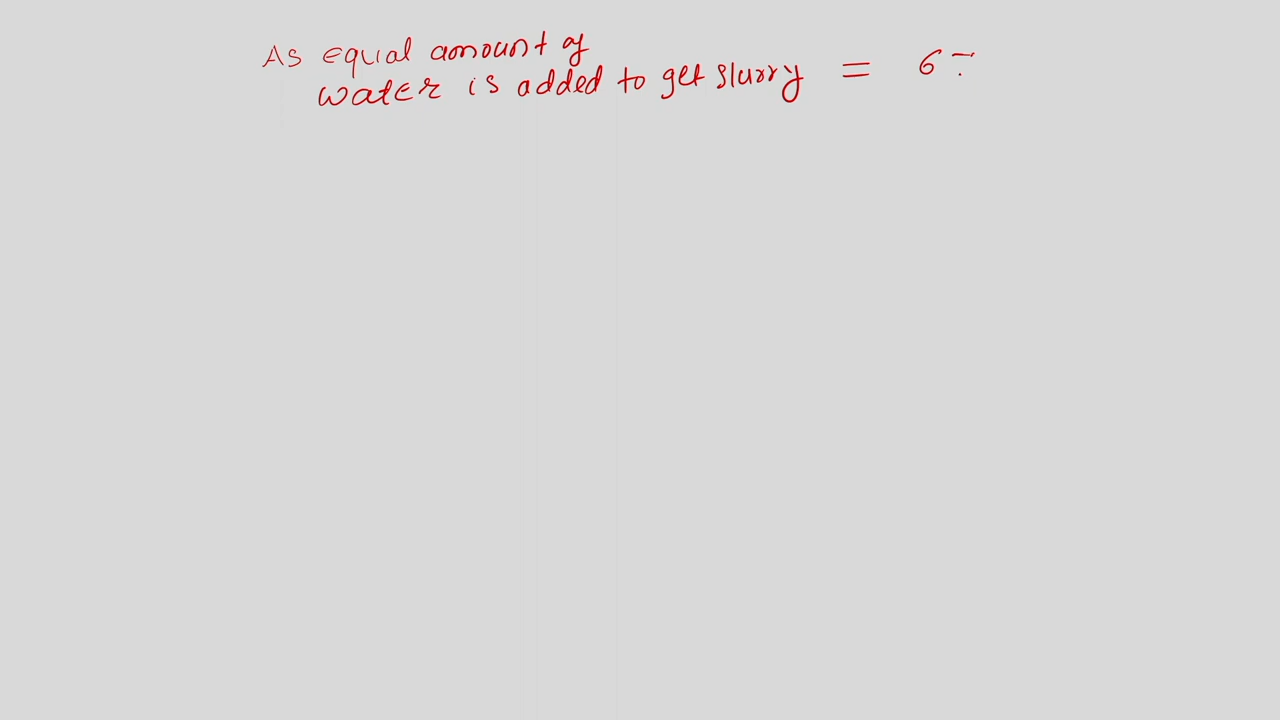 As equal amount of
water is added to get slurry = 6